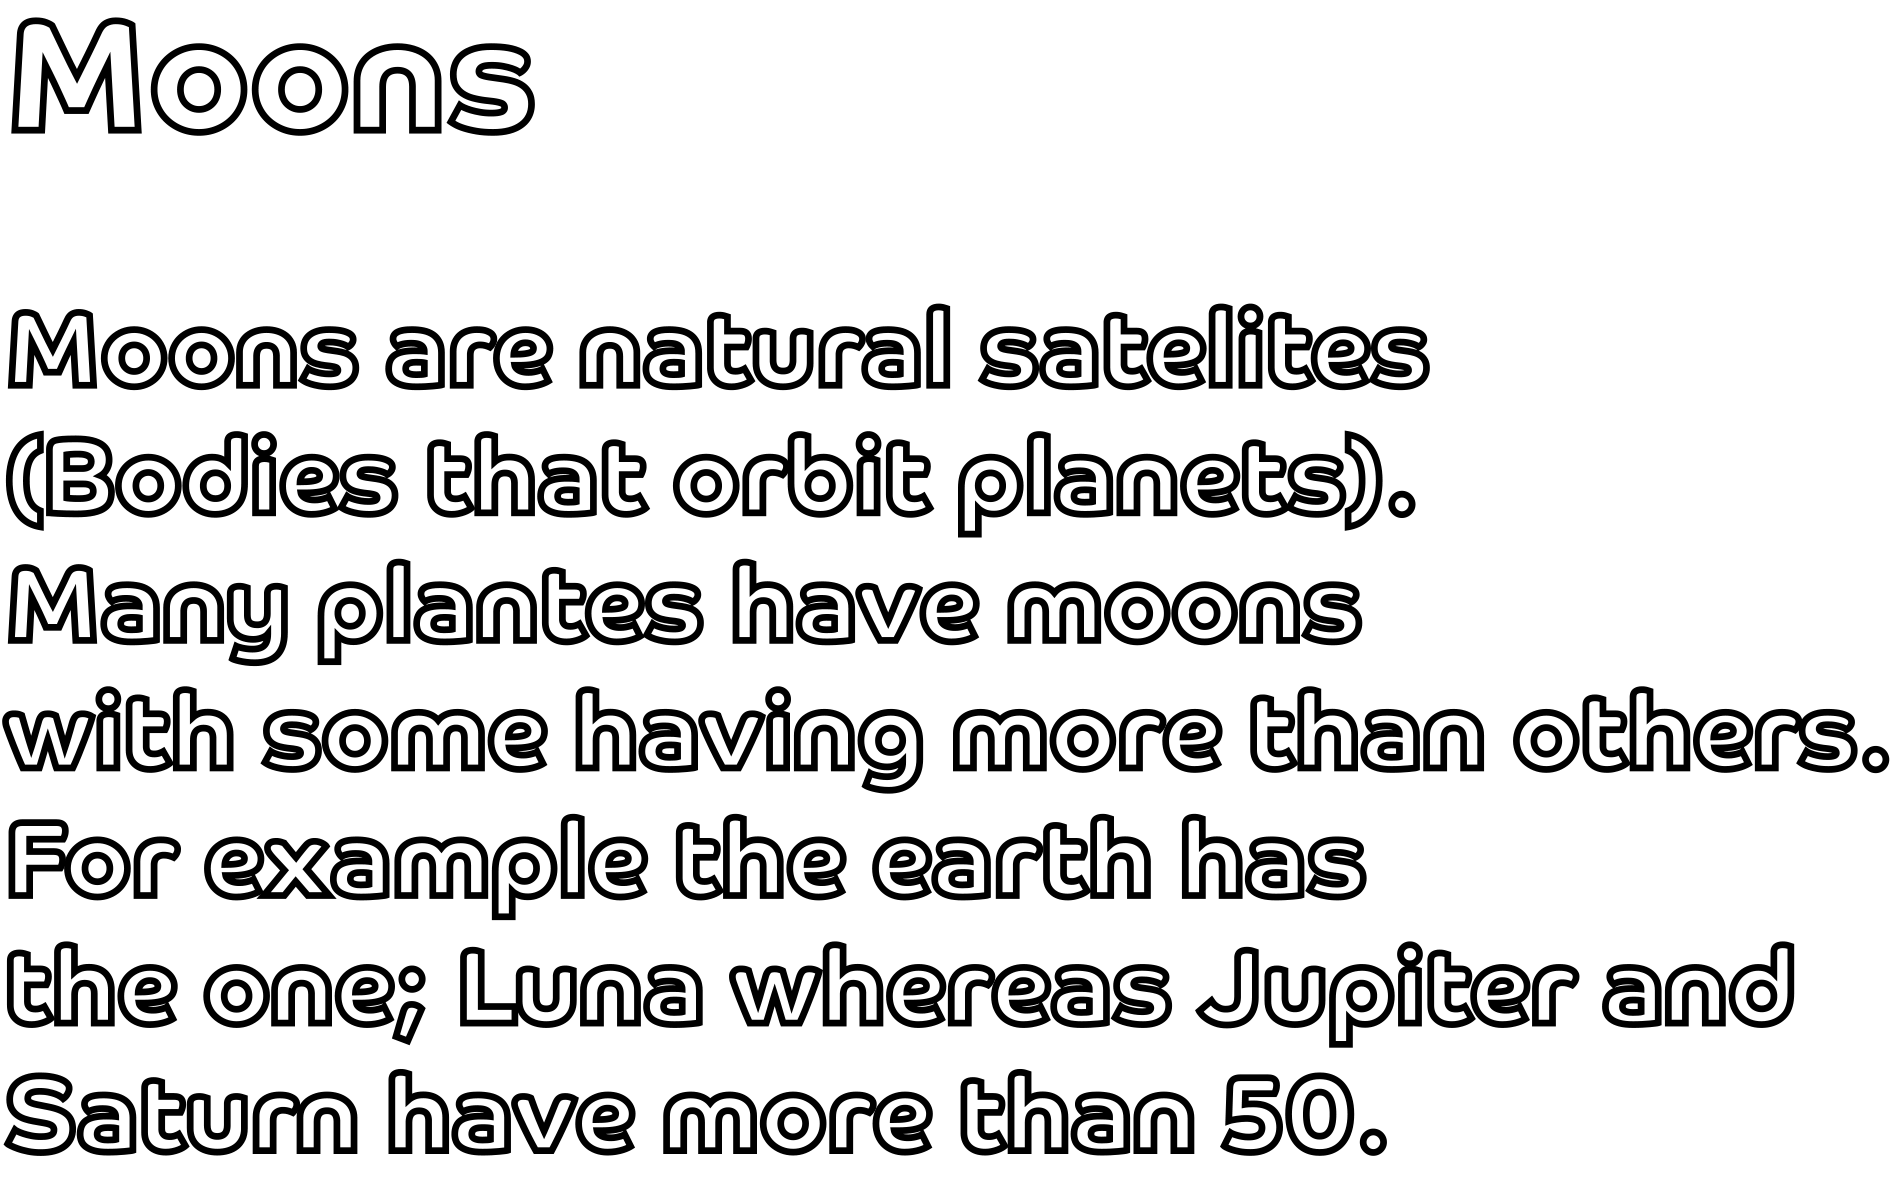 Moons
Moons are natural satelites
(Bodies that orbit planets).
Many plantes have moons
with some having more than others.
For example the earth has
the one; Luna whereas Jupiter and
Saturn have more than 50.